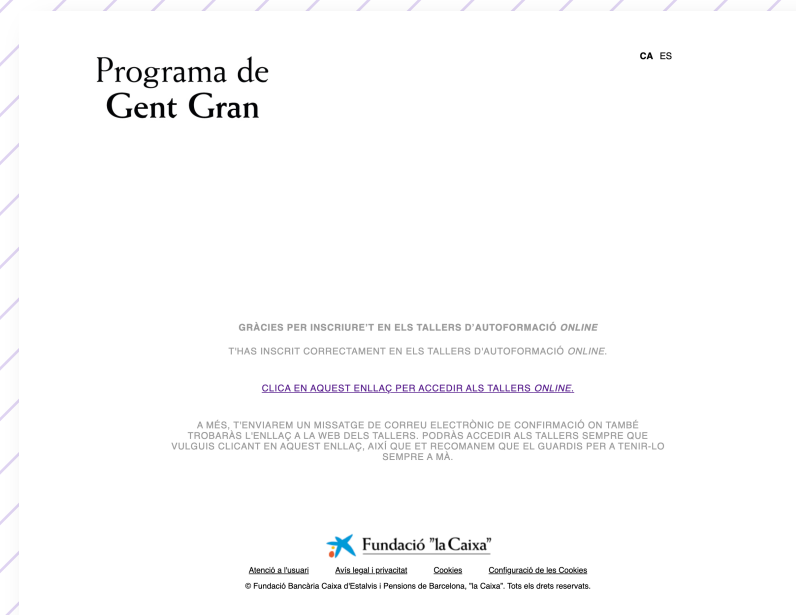 Programa de
Gent Gran
CA ES
GRÀCIES PER INSCRIURE'T EN ELS TALLERS D'AUTOFORMACIÓ ONLINE
T'HAS INSCRIT CORRECTAMENT EN ELS TALLERS D'AUTOFORMACIÓ ONLINE.
CLICA EN AQUEST ENLLAÇ PER ACCEDIR ALS TALLERS ONLINE.
A MÉS, T'ENVIAREM UN MISSATGE DE CORREU ELECTRÒNIC DE CONFIRMACIÓ ON TAMBÉ
TROBARÀS L'ENLLAÇ A LA WEB DELS TALLERS. PODRÀS ACCEDIR ALS TALLERS SEMPRE QUE
VULGUIS CLICANT EN AQUEST ENLLAÇ, AIXÍ QUE ET RECOMANEM QUE EL GUARDIS PER A TENIR-LO
SEMPRE A MÀ.
Fundació "la Caixa"
Atenció a l'usuari Avís legal i privacitat Cookies Configuració de les Cookies
© Fundació Bancària Caixa d'Estalvis i Pensions de Barcelona, "la Caixa". Tots els drets reservats.